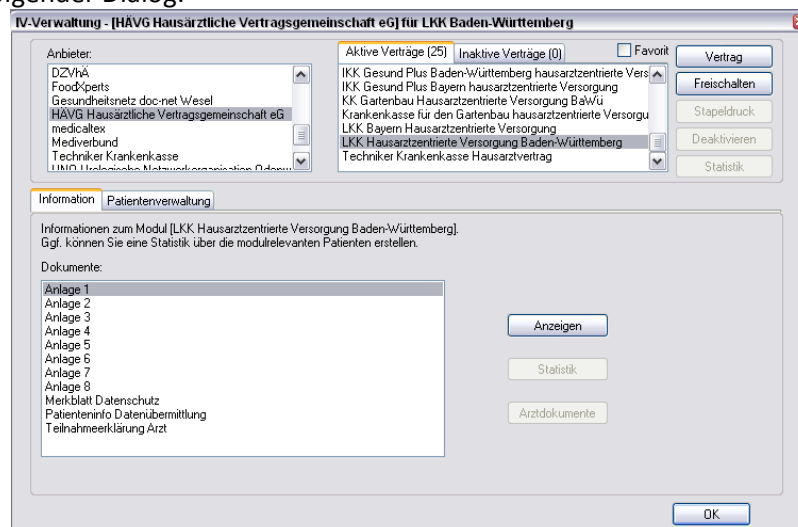 gender Dialog:
IV-Verwaltung - [HÄVG Hausärztliche Vertragsgemeinschaft eG] für LKK Baden-Württemberg
Anbieter:
DZVhÄ
FoodXperts
Gesundheitsnetz doc-net Wesel
HÄVG Hausärztliche Vertragsgemeinschaft eG
medicaltex
Mediverbund
Techniker Krankenkasse
UNO Urologische Netzwerkorganisation
Aktive Verträge (25)
Inaktive Verträge (0)
Favorit
IKK Gesund Plus Baden-Württemberg hausarztzentrierte Vers
IKK Gesund Plus Bayern hausarztzentrierte Versorgung
KK Gartenbau Hausarztzentrierte Versorgung BaWü
Krankenkasse für den Gartenbau hausarztzentrierte Versorgu
LKK Bayern Hausarztzentrierte Versorgung
LKK Hausarztzentrierte Versorgung Baden-Württemberg
Techniker Krankenkasse Hausarztvertrag
Vertrag
Freischalten
Stapeldruck
Deaktivieren
Statistik
Information
Patientenverwaltung
Informationen zum Modul [LKK Hausarztzentrierte Versorgung Baden-Württemberg].
Ggf. können Sie eine Statistik über die modulrelevanten Patienten erstellen.
Dokumente:
Anlage 1
Anlage 2
Anlage 3
Anlage 4
Anlage 5
Anlage 6
Anlage 7
Anlage 8
Merkblatt Datenschutz
Patienteninfo Datenübermittlung
Teilnahmeerklärung Arzt
Anzeigen
Statistik
Arztdokumente
OK